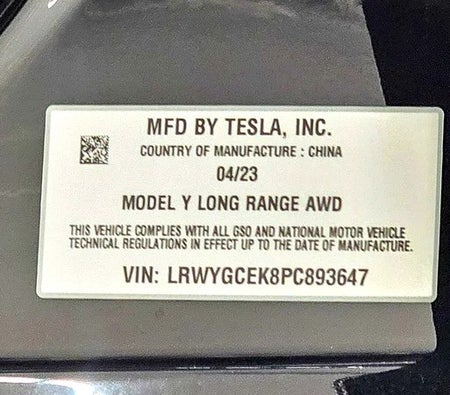 MFD BY TESLA, INC.
COUNTRY OF MANUFACTURE : CHINA
04/23
MODEL Y LONG RANGE AWD
THIS VEHICLE COMPLIES WITH ALL GSO AND NATIONAL MOTOR VEHICLE
TECHNICAL REGULATIONS IN EFFECT UP TO THE DATE OF MANUFACTURE.
VIN: LRWYGCEK8PC893647